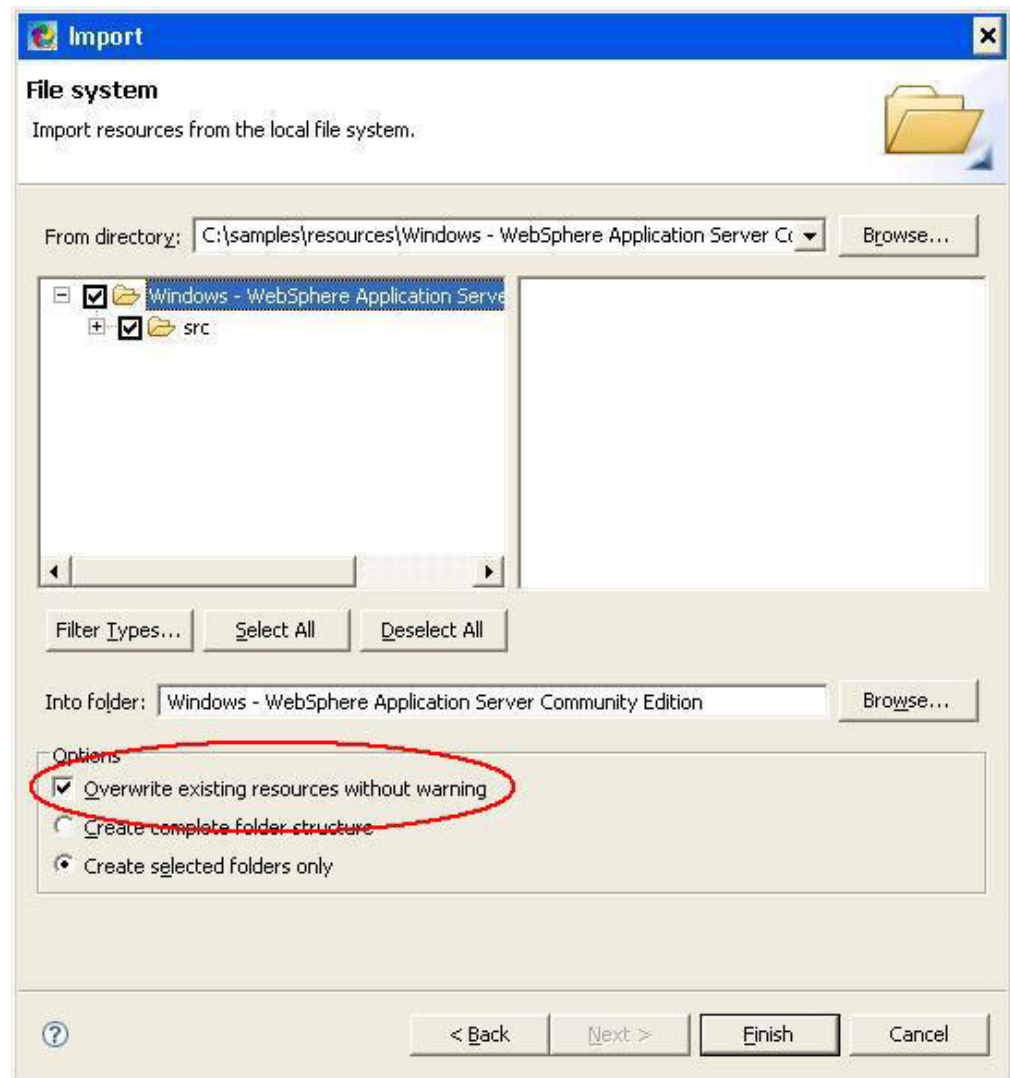 Import
File system
Import resources from the local file system.
From directory: C:\samples\resources\Windows - WebSphere Application Server Browse...
Windows - WebSphere Application Serve
src
Filter Types... Select All Deselect All
Into folder: Windows - WebSphere Application Server Community Edition Browse...
Options
Overwrite existing resources without warning
Create complete folder structure
Create selected folders only
< Back Next > Finish Cancel